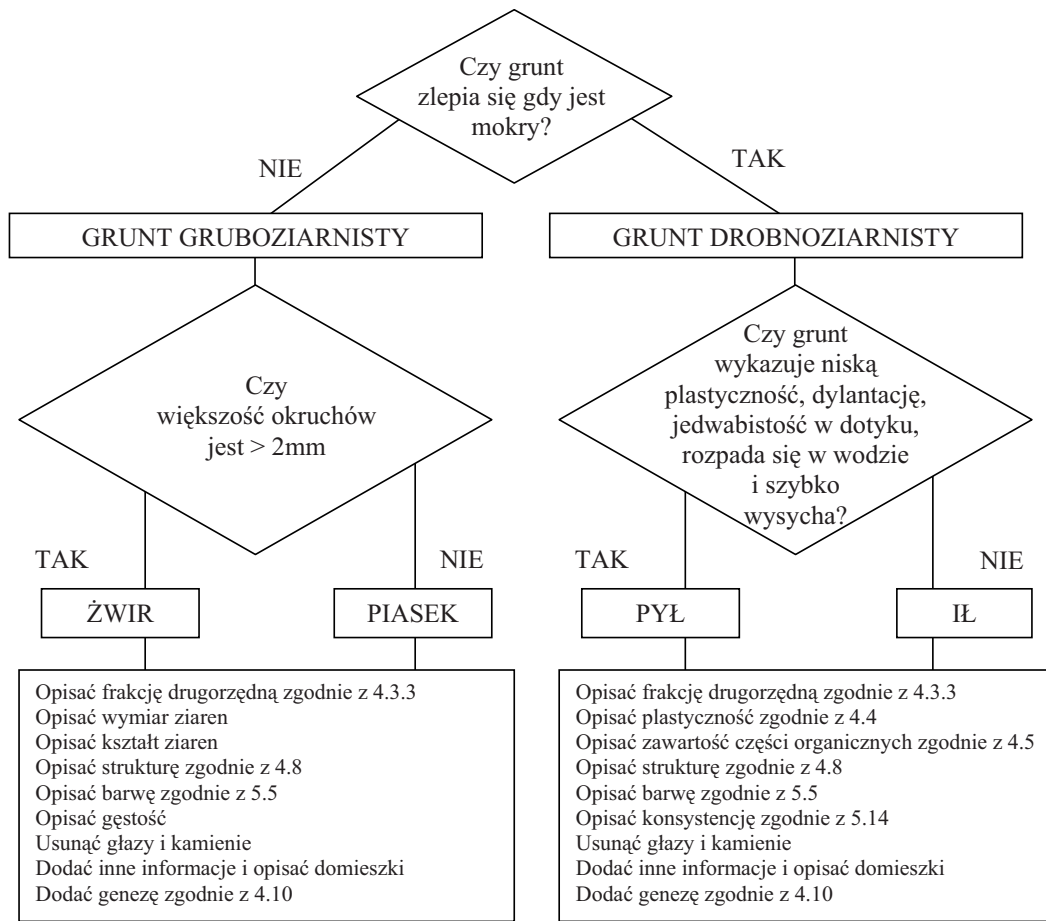 Czy grunt
zlepia się gdy jest
mokry?
NIE
TAK
GRUNT GRUBOZIARNISTY
GRUNT DROBNOZIARNISTY
Czy
większość okruchów
jest > 2mm
Czy grunt
wykazuje niską
plastyczność, dylantację,
jedwabistość w dotyku,
rozpada się w wodzie
i szybko
wysycha?
TAK
NIE
TAK
NIE
ŻWIR
PIASEK
PYŁ
IŁ
Opisać frakcję drugorzędną zgodnie z 4.3.3
Opisać wymiar ziaren
Opisać kształt ziaren
Opisać strukturę zgodnie z 4.8
Opisać barwę zgodnie z 5.5
Opisać gęstość
Usunąć głazy i kamienie
Dodać inne informacje i opisać domieszki
Dodać genezę zgodnie z 4.10
Opisać frakcję drugorzędną zgodnie z 4.3.3
Opisać plastyczność zgodnie z 4.4
Opisać zawartość części organicznych zgodnie z 4.5
Opisać strukturę zgodnie z 4.8
Opisać barwę zgodnie z 5.5
Opisać konsystencję zgodnie z 5.14
Usunąć głazy i kamienie
Dodać inne informacje i opisać domieszki
Dodać genezę zgodnie z 4.10